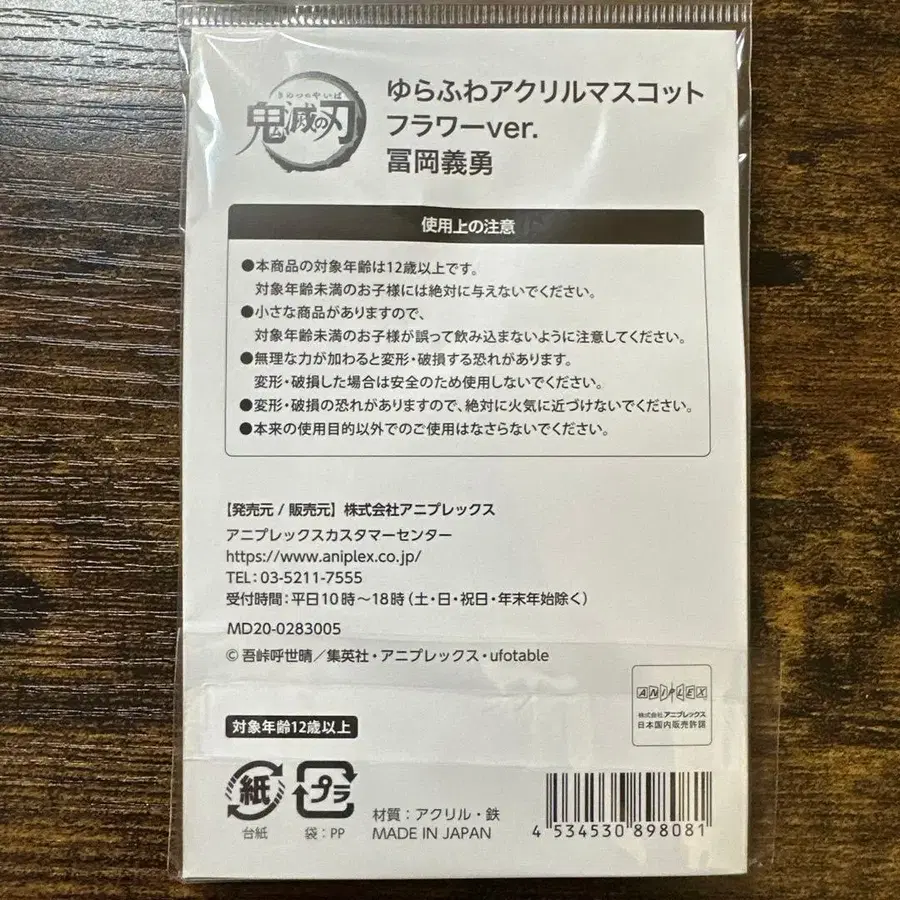 きめつのやいば
鬼滅の刃
ゆらふわアクリルマスコット
フラワーver.
冨岡義勇
使用上の注意
●本商品の対象年齢は12歳以上です。
対象年齢未満のお子様には絶対に与えないでください。
●小さな商品がありますので、
対象年齢未満のお子様が誤って飲み込まないように注意してください。
●無理な力が加わると変形・破損する恐れがあります。
変形・破損した場合は安全のため使用しないでください。
●変形・破損の恐れがありますので、絶対に火気に近づけないでください。
●本来の使用目的以外でのご使用はなさらないでください。
【発売元 / 販売元】株式会社アニプレックス
アニプレックスカスタマーセンター
https://www.aniplex.co.jp/
TEL：03-5211-7555
受付時間：平日10時～18時（土・日・祝日・年末年始除く）
MD20-0283005
© 吾峠呼世晴／集英社・アニプレックス・ufotable
ANIPLEX
株式会社アニプレックス
日本国内販売許諾
対象年齢12歳以上
紙
台紙
プラ
袋：PP
材質：アクリル・鉄
MADE IN JAPAN
4 534530 898081